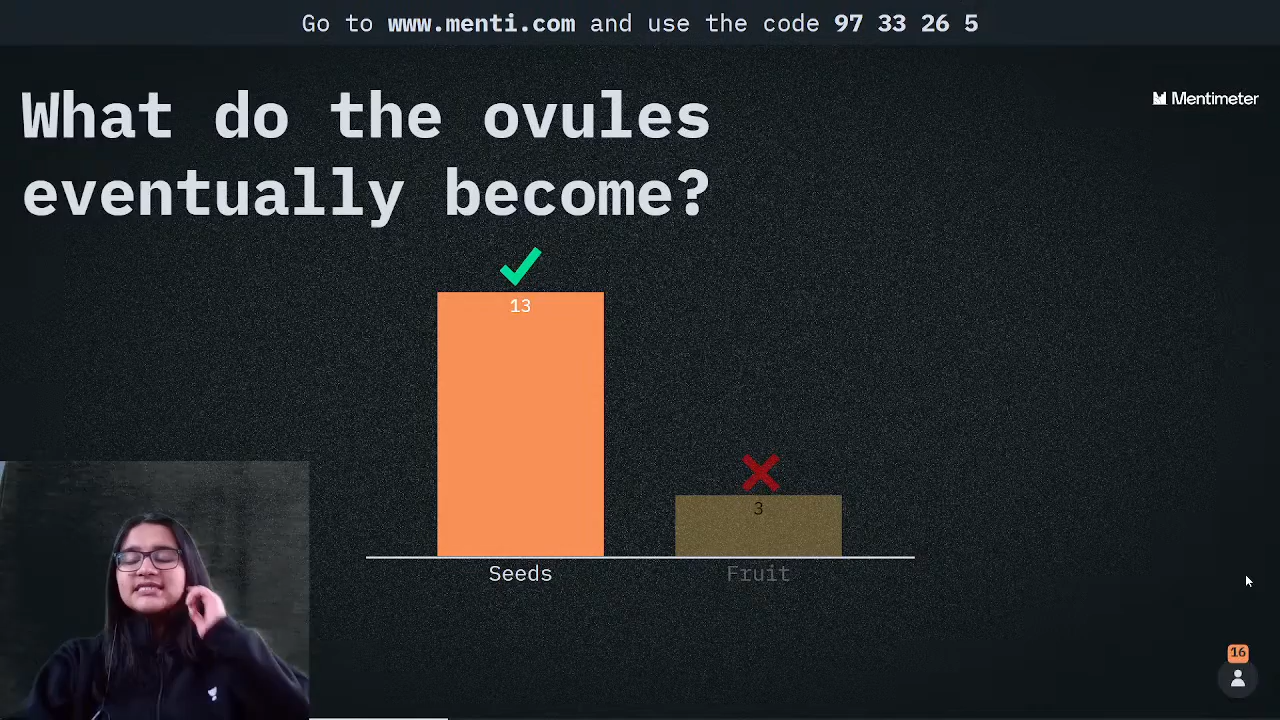 Go to www.menti.com and use the code 97 33 26 5
Mentimeter
What do the ovules
eventually become?
13
3
Seeds
Fruit
16